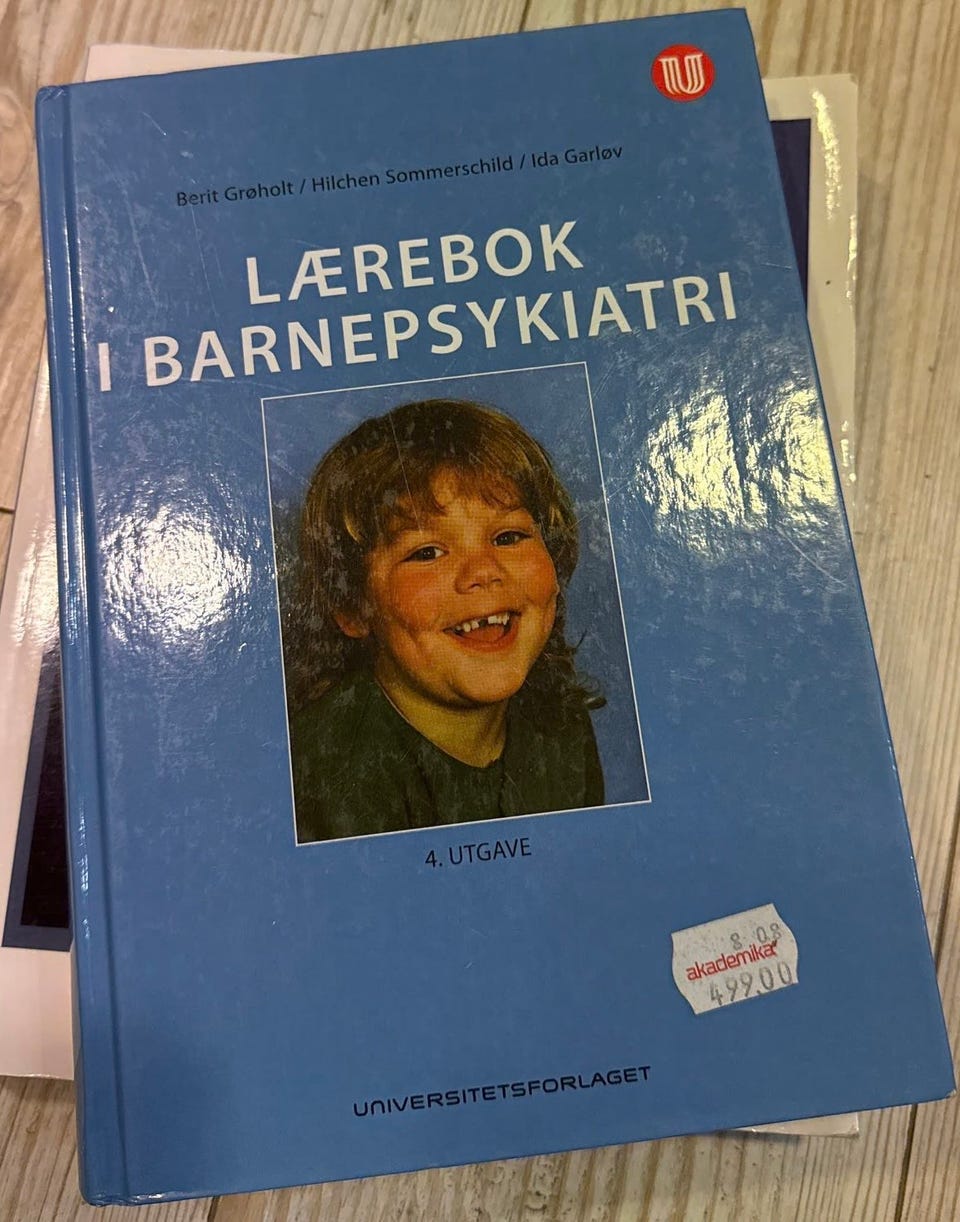 U
Berit Grøholt / Hilchen Sommerschild / Ida Garløv
LÆREBOK
I BARNEPSYKIATRI
4. UTGAVE
8 08
akademika
499.00
UNIVERSITETSFORLAGET